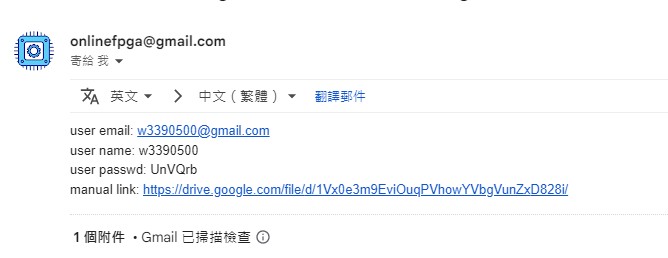 onlinefpga@gmail.com
寄給 我
英文 > 中文（繁體） 翻譯郵件
user email: w3390500@gmail.com
user name: w3390500
user passwd: UnVQrb
manual link: https://drive.google.com/file/d/1Vx0e3m9EviOuqPVhowYVbgVunZxD828i/
1 個附件 • Gmail 已掃描檢查